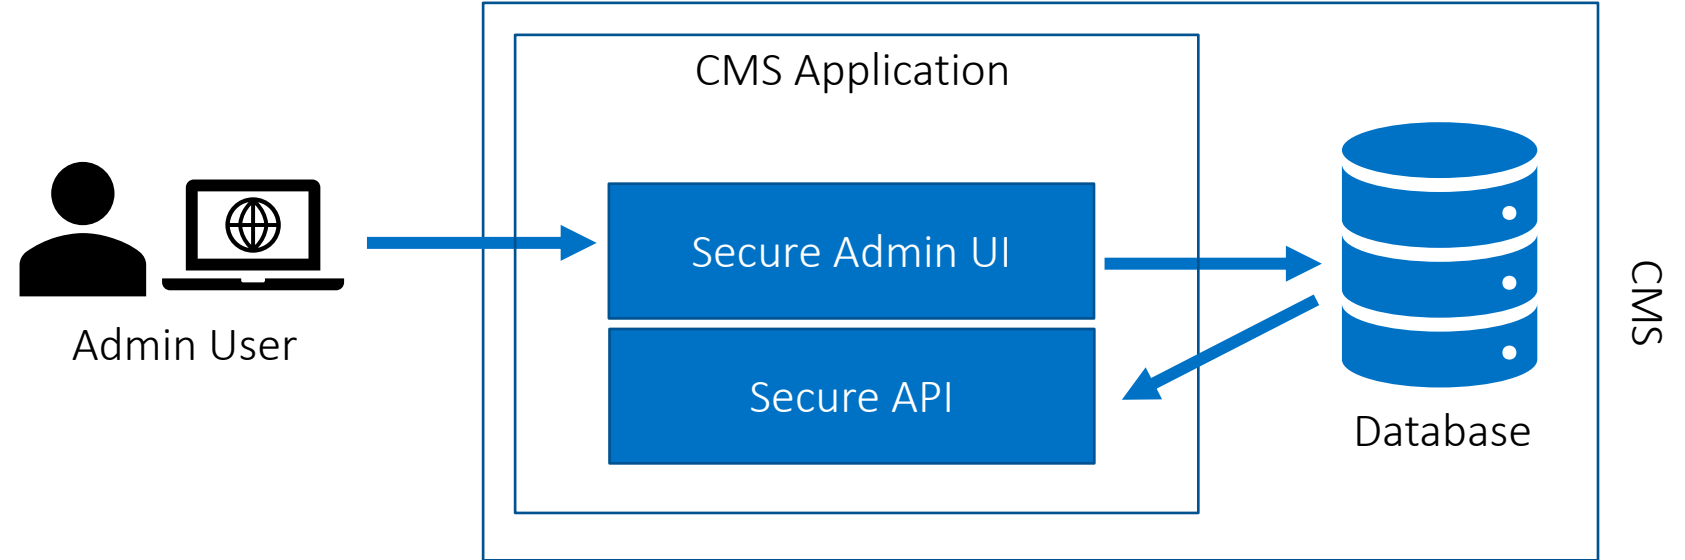 CMS Application
Secure Admin UI
Admin User
Secure API
Database
CMS